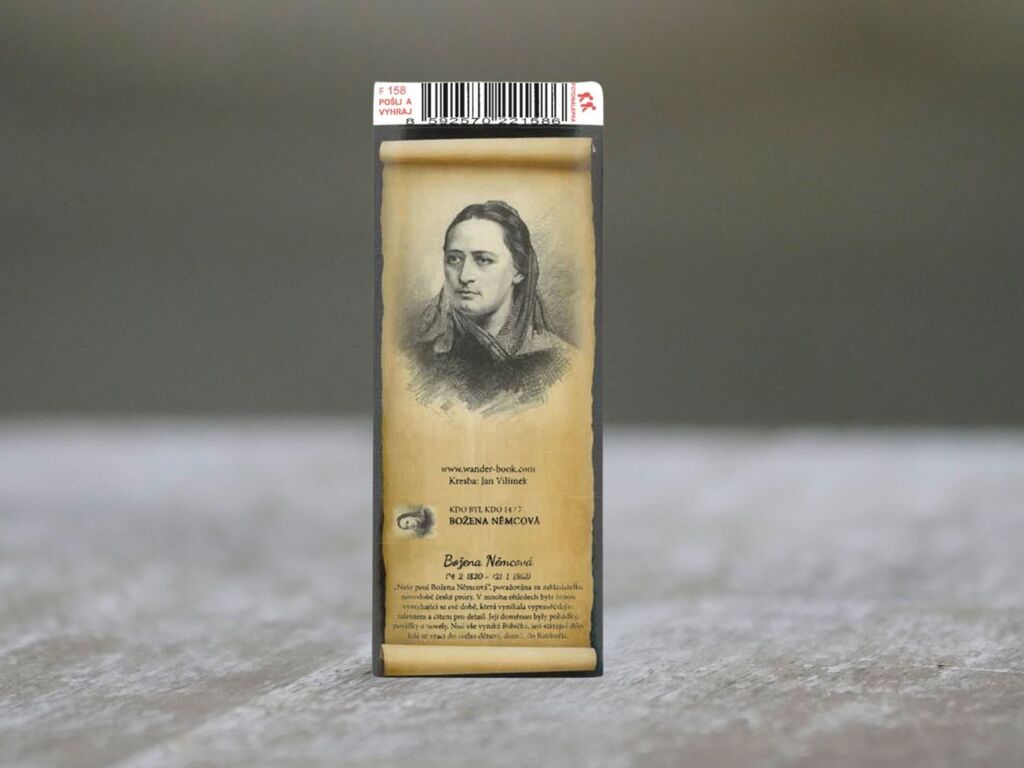 F 158
POŠLI A
VYHRAJ
8 592570 221586
www.wander-book.com
Kresba: Jan Vilímek
KDO BYL KDO 14 / 7
BOŽENA NĚMCOVÁ
Božena Němcová
(*4. 2. 1820 – †21. 1. 1862)
„Naše paní Božena Němcová“, považována za zakladatelku
novodobé české prózy. V mnoha ohledech byla ženou
vymykající se své době, která vynikala vypravěčským
talentem a citem pro detail. Její doménou byly pohádky,
povídky a novely. Nad vše vyniká Babička, její stěžejní dílo,
kde se vrací do svého dětství, domů, do Ratibořic.